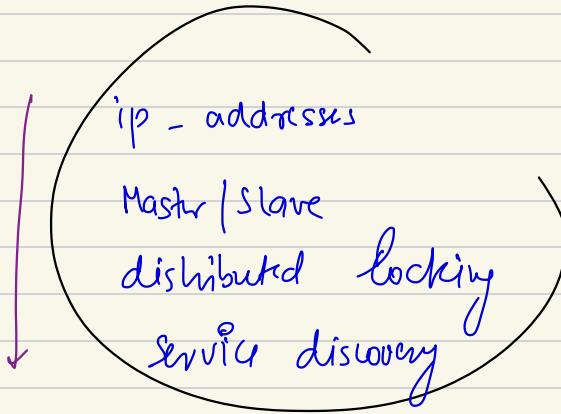 ip - addresses
Master/Slave
distributed locking
service discovery